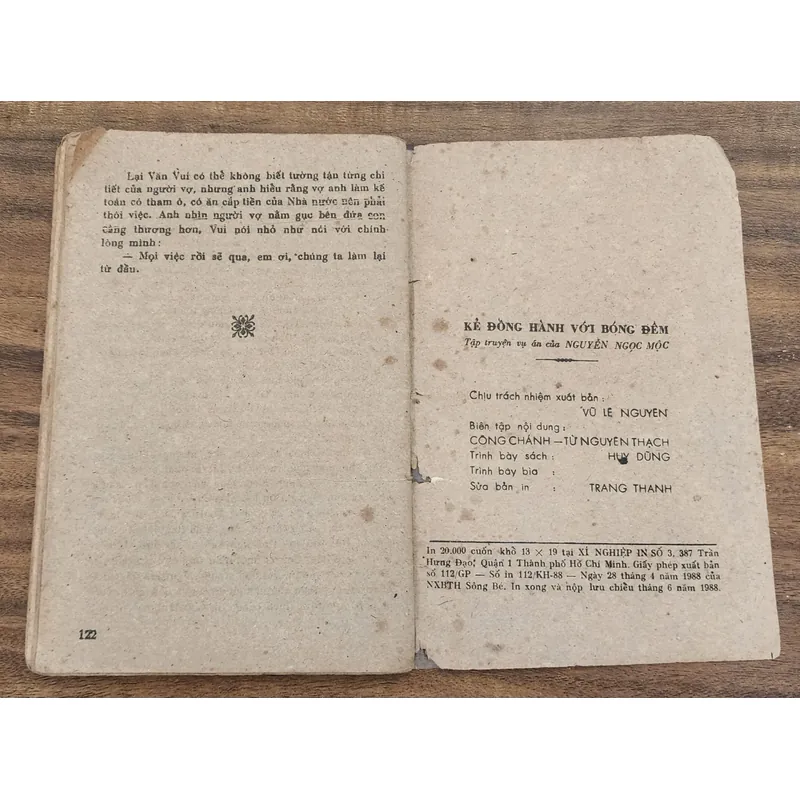 Lại Văn Vui có thể không biết tường tận từng chi
tiết của người vợ, nhưng anh hiểu rằng vợ anh làm kế
toán có tham ô, có ăn cắp tiền của Nhà nước nên phải
thôi việc. Anh nhìn người vợ nằm gục bên đứa con
càng thương hơn, Vui nói nhỏ như nói với chính
lòng mình:
— Mọi việc rồi sẽ qua, em ơi, chúng ta làm lại
từ đầu.
122
KẺ ĐỒNG HÀNH VỚI BÓNG ĐÊM
Tập truyện vụ án của NGUYỄN NGỌC MỘC
Chịu trách nhiệm xuất bản :
VŨ LÊ NGUYÊN
Biên tập nội dung :
CÔNG CHÁNH — TỪ NGUYÊN THẠCH
Trình bày sách : HUY DŨNG
Trình bày bìa :
Sửa bản in : TRANG THANH
In 20.000 cuốn khổ 13 × 19 tại XÍ NGHIỆP IN SỐ 3, 387 Trần
Hưng Đạo, Quận 1 Thành phố Hồ Chí Minh. Giấy phép xuất bản
số 112/GP — Số in 112/KH-88 — Ngày 28 tháng 4 năm 1988 của
NXBTH Sông Bé. In xong và nộp lưu chiểu tháng 6 năm 1988.